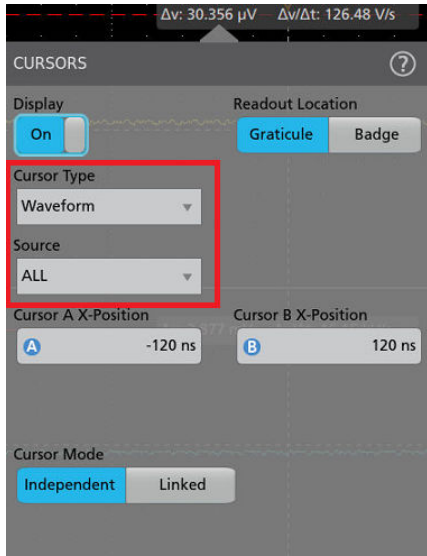 Δv: 30.356 µV Δv/Δt: 126.48 V/s
CURSORS ?
Display Readout Location
On Graticule Badge
Cursor Type
Waveform
Source
ALL
Cursor A X-Position Cursor B X-Position
A -120 ns B 120 ns
Cursor Mode
Independent Linked